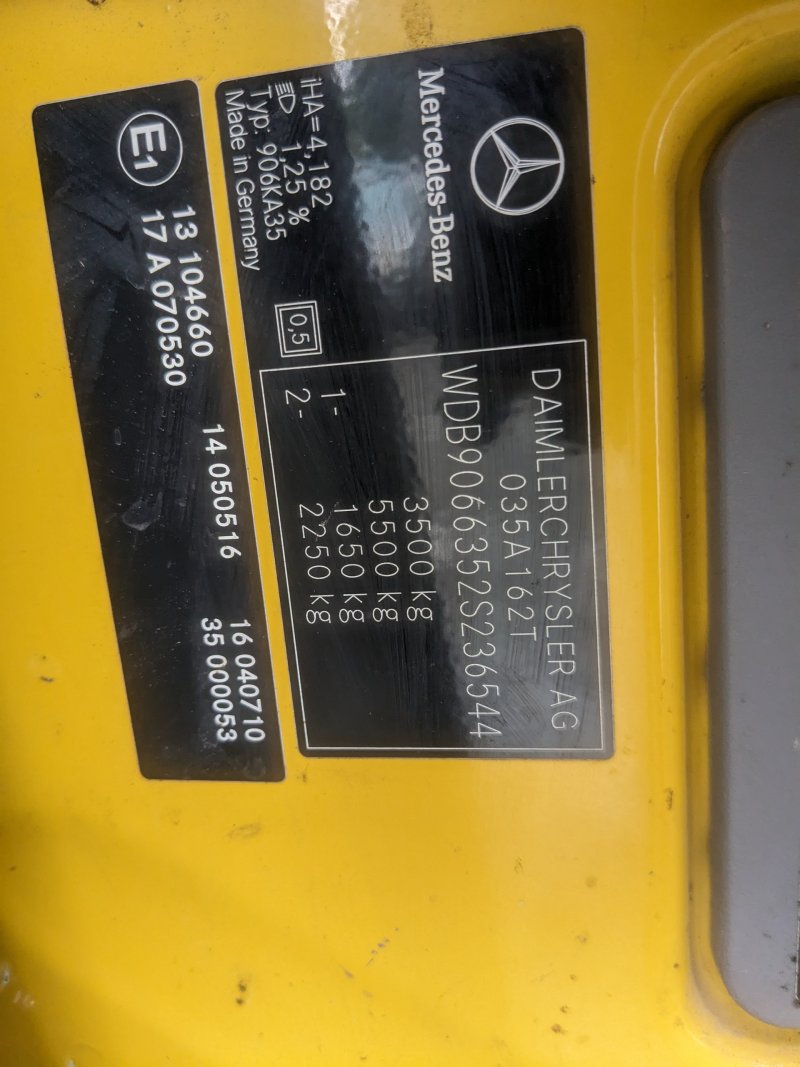 Mercedes-Benz
iHA=4,182
1,25 %
Typ: 906KA35
Made in Germany
0,5
DAIMLERCHRYSLER AG
035A162T
WDB9066352S236544
3500 kg
5500 kg
1- 1650 kg
2- 2250 kg
E1
13 104660 14 050516 16 040710
17 A 070530 35 000053